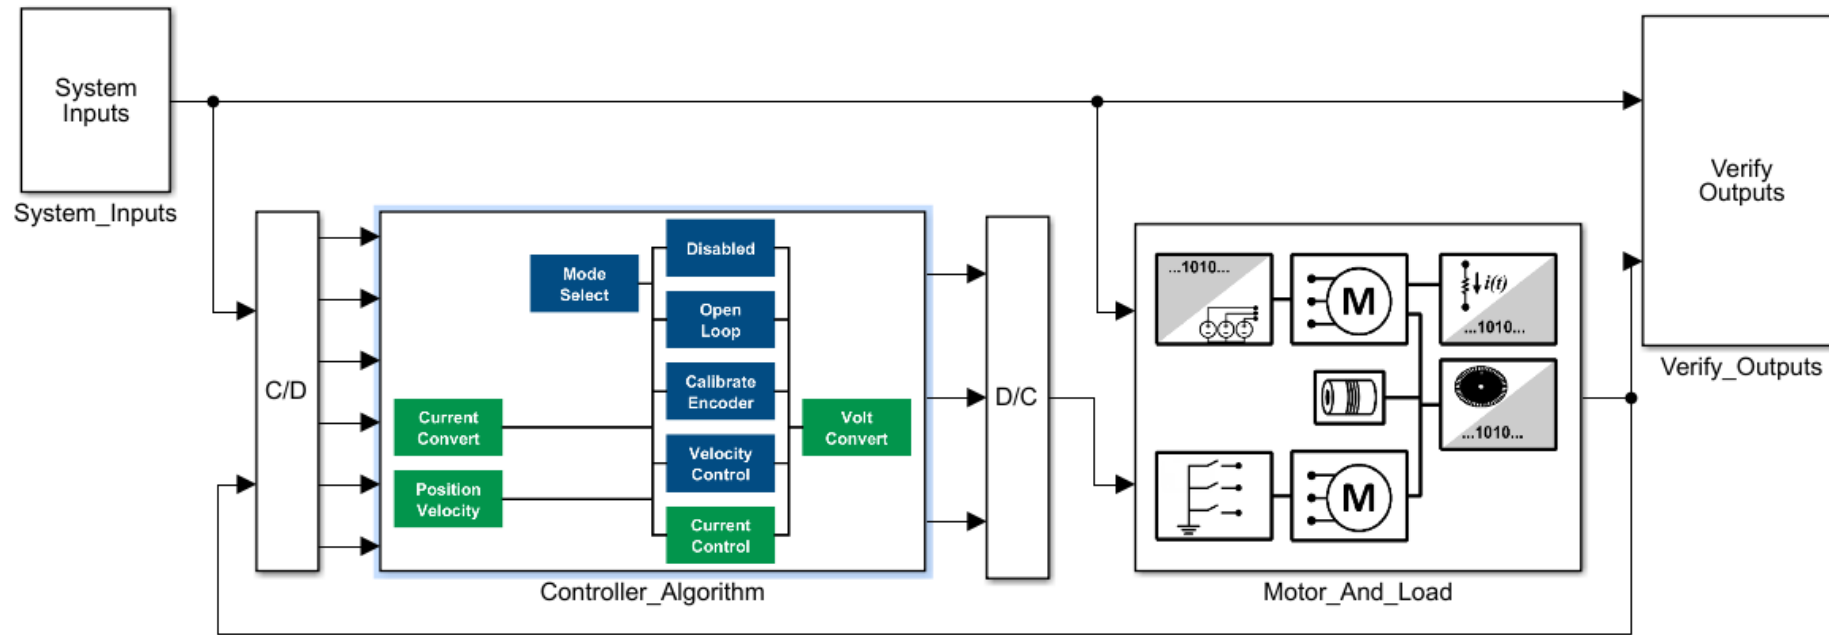 System
Inputs
System_Inputs
C/D
Mode
Select
Current
Convert
Position
Velocity
Disabled
Open
Loop
Calibrate
Encoder
Velocity
Control
Current
Control
Volt
Convert
Controller_Algorithm
D/C
...1010...
M
i(t)
...1010...
...1010...
M
Motor_And_Load
Verify
Outputs
Verify_Outputs